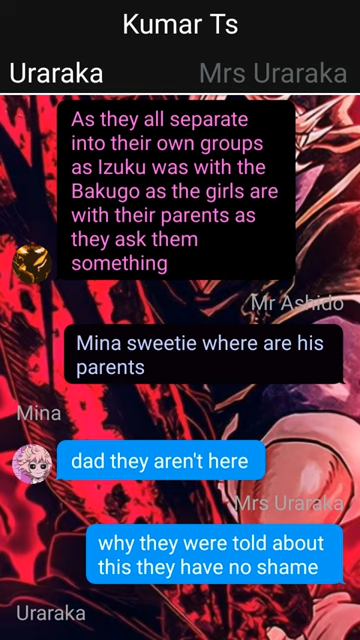 Kumar Ts
Uraraka
Mrs Uraraka
As they all separate
into their own groups
as Izuku was with the
Bakugo as the girls are
with their parents as
they ask them
something
Mr Ashido
Mina sweetie where are his
parents
Mina
dad they aren't here
Mrs Uraraka
why they were told about
this they have no shame
Uraraka